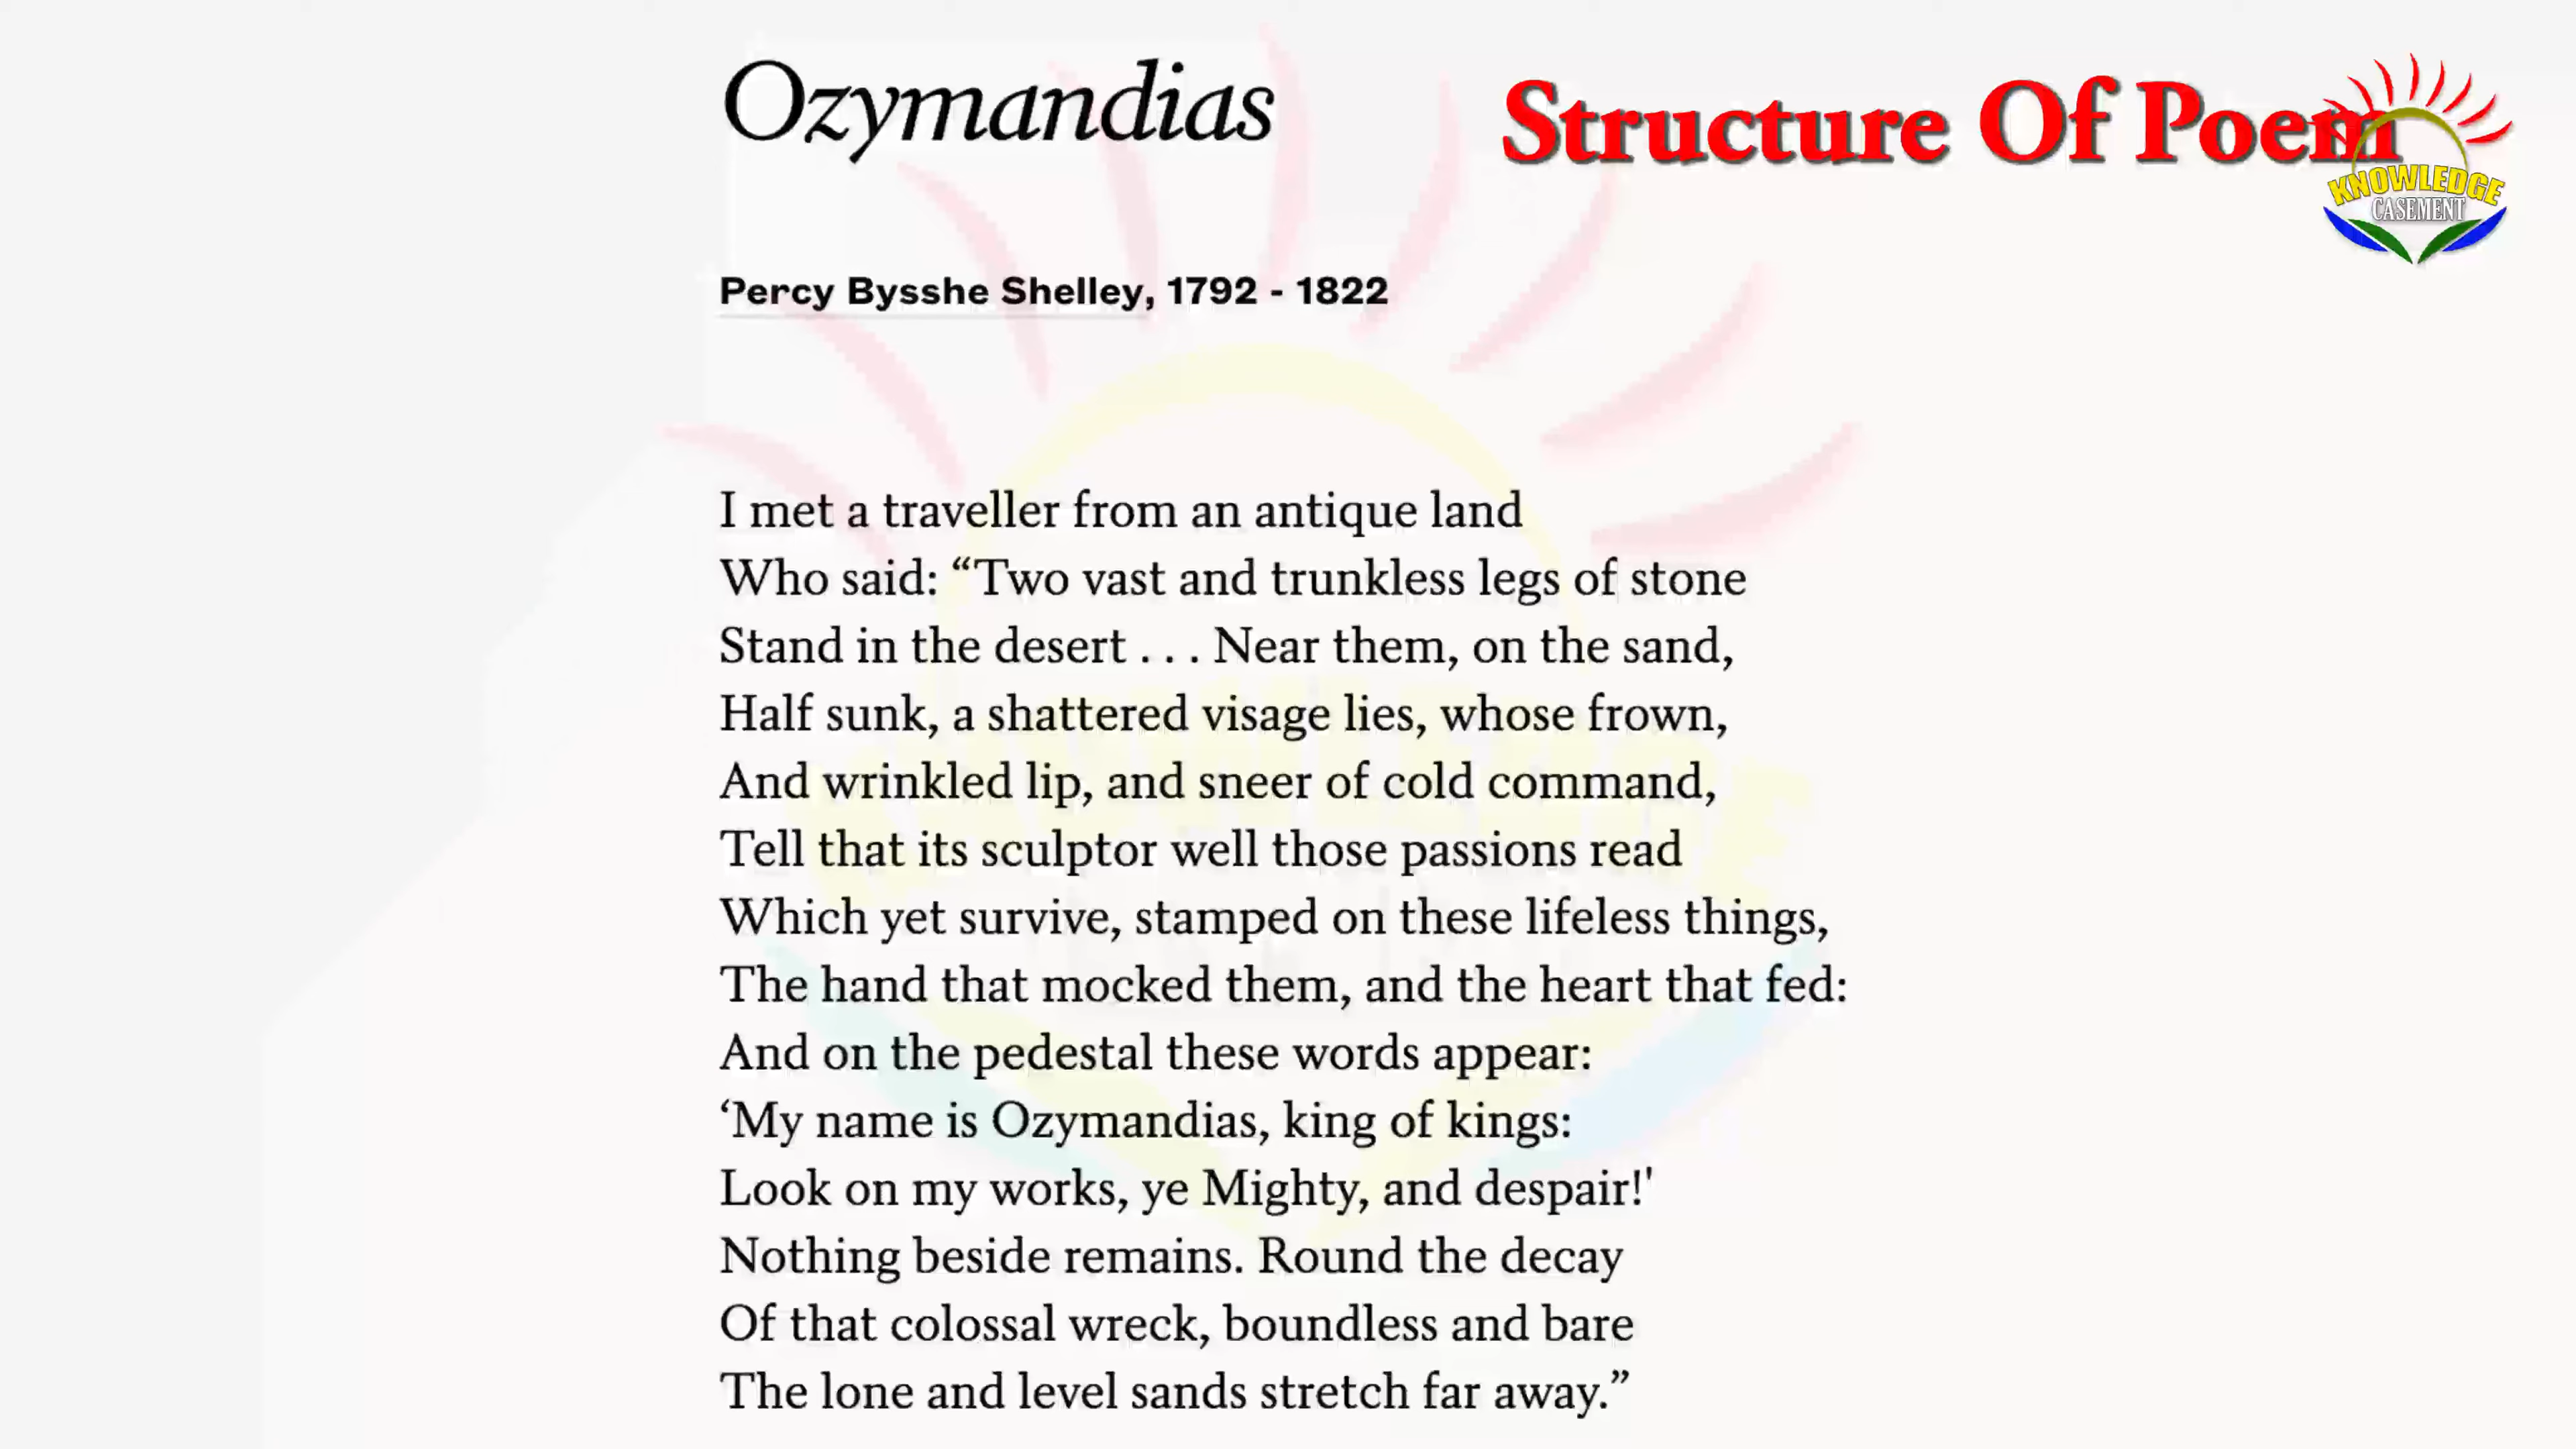 Ozymandias
Structure Of Poem
KNOWLEDGE
CASEMENT
Percy Bysshe Shelley, 1792 - 1822
I met a traveller from an antique land
Who said: “Two vast and trunkless legs of stone
Stand in the desert . . . Near them, on the sand,
Half sunk, a shattered visage lies, whose frown,
And wrinkled lip, and sneer of cold command,
Tell that its sculptor well those passions read
Which yet survive, stamped on these lifeless things,
The hand that mocked them, and the heart that fed:
And on the pedestal these words appear:
‘My name is Ozymandias, king of kings:
Look on my works, ye Mighty, and despair!'
Nothing beside remains. Round the decay
Of that colossal wreck, boundless and bare
The lone and level sands stretch far away.”